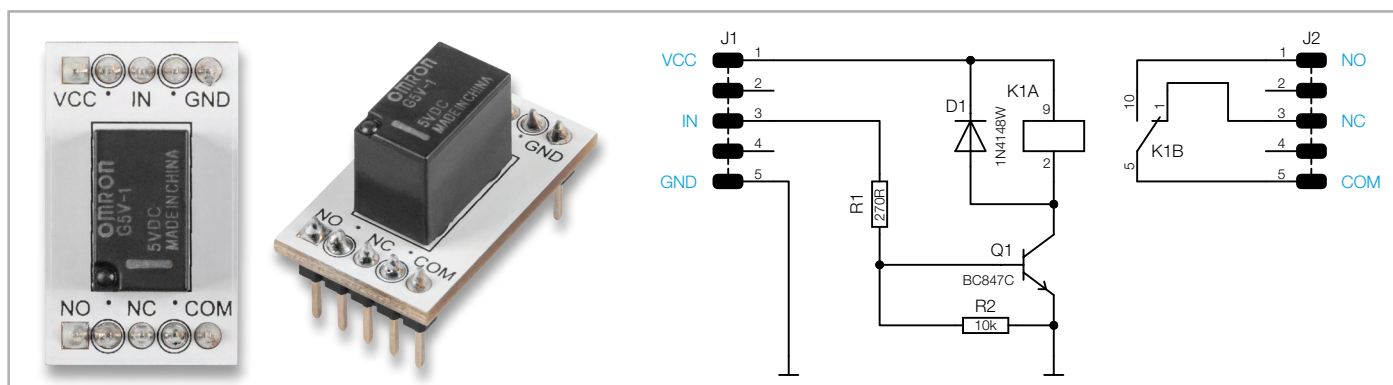 VCC IN GND
OMRON
G5V-1
5VDC
MADE IN CHINA
NO NC COM
OMRON
G5V-1
5VDC
MADE IN CHINA
GND
NO NC COM
J1
VCC 1
2
IN 3
4
GND 5
R1
270R
D1
1N4148W
K1A
9
2
Q1
BC847C
R2
10k
10
1
5
K1B
J2
1 NO
2
3 NC
4
5 COM